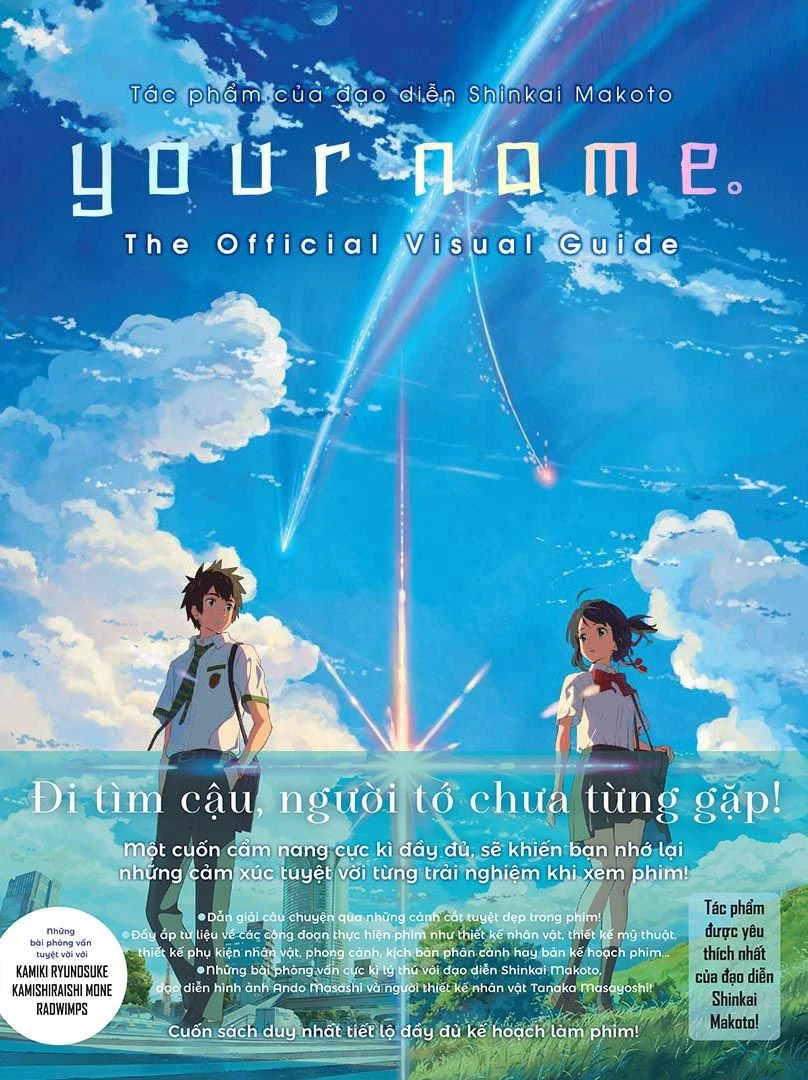 Tác phẩm của đạo diễn Shinkai Makoto
your name.
The Official Visual Guide
Đi tìm cậu, người tớ chưa từng gặp!
Một cuốn cẩm nang cực kì đầy đủ, sẽ khiến bạn nhớ lại
những cảm xúc tuyệt vời từng trải nghiệm khi xem phim!
●Dẫn giải câu chuyện qua những cảnh cắt tuyệt đẹp trong phim!
●Đầy ắp tư liệu về các công đoạn thực hiện phim như thiết kế nhân vật, thiết kế mỹ thuật,
thiết kế phụ kiện nhân vật, phong cảnh, kịch bản phân cảnh hay bản kế hoạch phim...
●Những bài phỏng vấn cực kì lý thú với đạo diễn Shinkai Makoto,
đạo diễn hình ảnh Ando Masashi và người thiết kế nhân vật Tanaka Masayoshi!
Cuốn sách duy nhất tiết lộ đầy đủ kế hoạch làm phim!
Những
bài phỏng vấn
tuyệt vời với
KAMIKI RYUNOSUKE
KAMISHIRAISHI MONE
RADWIMPS
Tác phẩm
được yêu
thích nhất
của đạo diễn
Shinkai
Makoto!